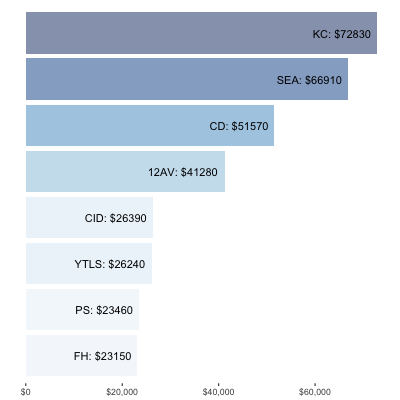 KC: $72830
SEA: $66910
CD: $51570
12AV: $41280
CID: $26390
YTLS: $26240
PS: $23460
FH: $23150
$0 $20,000 $40,000 $60,000